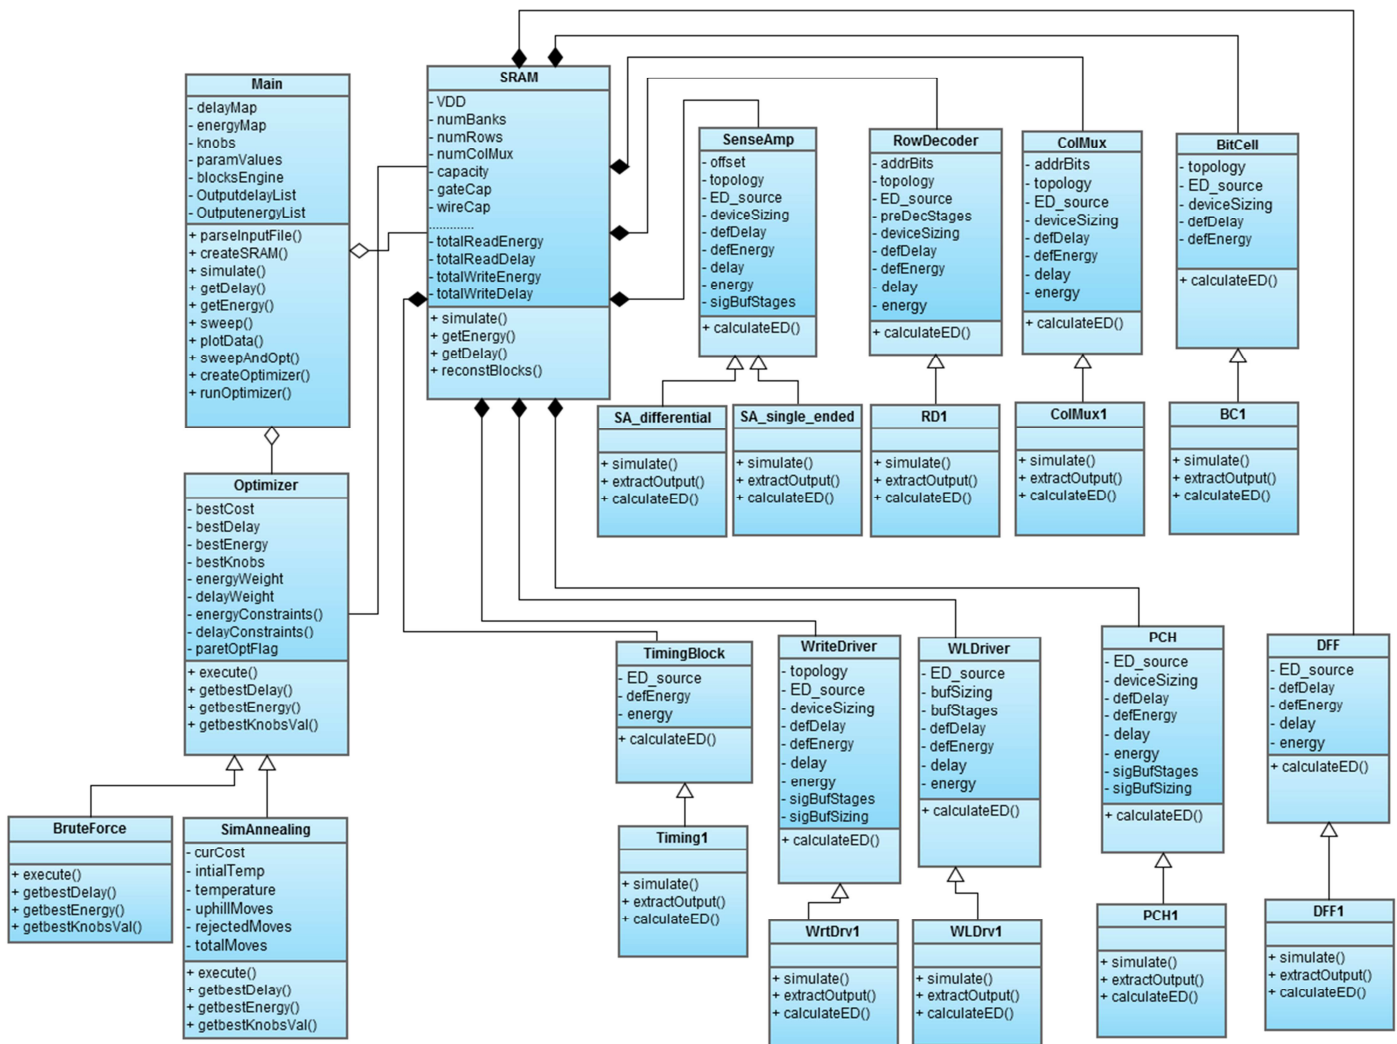 Main
- delayMap
- energyMap
- knobs
- paramValues
- blocksEngine
- OutputdelayList
- OutputenergyList
+ parseInputFile()
+ createSRAM()
+ simulate()
+ getDelay()
+ getEnergy()
+ sweep()
+ plotData()
+ sweepAndOpt()
+ createOptimizer()
+ runOptimizer()
SRAM
- VDD
- numBanks
- numRows
- numColMux
- capacity
- gateCap
- wireCap
.............
- totalReadEnergy
- totalReadDelay
- totalWriteEnergy
- totalWriteDelay
+ simulate()
+ getEnergy()
+ getDelay()
+ reconstBlocks()
SenseAmp
- offset
- topology
- ED_source
- deviceSizing
- defDelay
- defEnergy
- delay
- energy
- sigBufStages
+ calculateED()
RowDecoder
- addrBits
- topology
- ED_source
- preDecStages
- deviceSizing
- defDelay
- defEnergy
- delay
- energy
+ calculateED()
ColMux
- addrBits
- topology
- ED_source
- deviceSizing
- defDelay
- defEnergy
- delay
- energy
+ calculateED()
BitCell
- topology
- ED_source
- deviceSizing
- defDelay
- defEnergy
+ calculateED()
SA_differential
+ simulate()
+ extractOutput()
+ calculateED()
SA_single_ended
+ simulate()
+ extractOutput()
+ calculateED()
RD1
+ simulate()
+ extractOutput()
+ calculateED()
ColMux1
+ simulate()
+ extractOutput()
+ calculateED()
BC1
+ simulate()
+ extractOutput()
+ calculateED()
Optimizer
- bestCost
- bestDelay
- bestEnergy
- bestKnobs
- energyWeight
- delayWeight
- energyConstraints()
- delayConstraints()
- paretOptFlag
+ execute()
+ getbestDelay()
+ getbestEnergy()
+ getbestKnobsVal()
TimingBlock
- ED_source
- defEnergy
- energy
+ calculateED()
WriteDriver
- topology
- ED_source
- deviceSizing
- defDelay
- defEnergy
- delay
- energy
- sigBufStages
- sigBufSizing
+ calculateED()
WLDriver
- ED_source
- bufSizing
- bufStages
- defDelay
- defEnergy
- delay
- energy
+ calculateED()
PCH
- ED_source
- deviceSizing
- defDelay
- defEnergy
- delay
- energy
- sigBufStages
- sigBufSizing
+ calculateED()
DFF
- ED_source
- defDelay
- defEnergy
- delay
- energy
+ calculateED()
BruteForce
+ execute()
+ getbestDelay()
+ getbestEnergy()
+ getbestKnobsVal()
SimAnnealing
- curCost
- intialTemp
- temperature
- uphillMoves
- rejectedMoves
- totalMoves
+ execute()
+ getbestDelay()
+ getbestEnergy()
+ getbestKnobsVal()
Timing1
+ simulate()
+ extractOutput()
+ calculateED()
WrtDrv1
+ simulate()
+ extractOutput()
+ calculateED()
WLDrv1
+ simulate()
+ extractOutput()
+ calculateED()
PCH1
+ simulate()
+ extractOutput()
+ calculateED()
DFF1
+ simulate()
+ extractOutput()
+ calculateED()